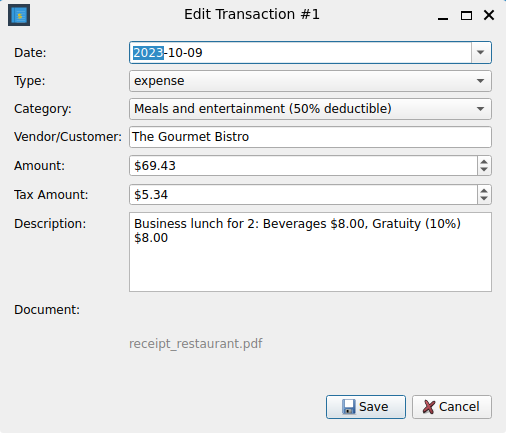 Edit Transaction #1
Date: 2023-10-09
Type: expense
Category: Meals and entertainment (50% deductible)
Vendor/Customer: The Gourmet Bistro
Amount: $69.43
Tax Amount: $5.34
Description: Business lunch for 2: Beverages $8.00, Gratuity (10%)
$8.00
Document:
receipt_restaurant.pdf
Save Cancel